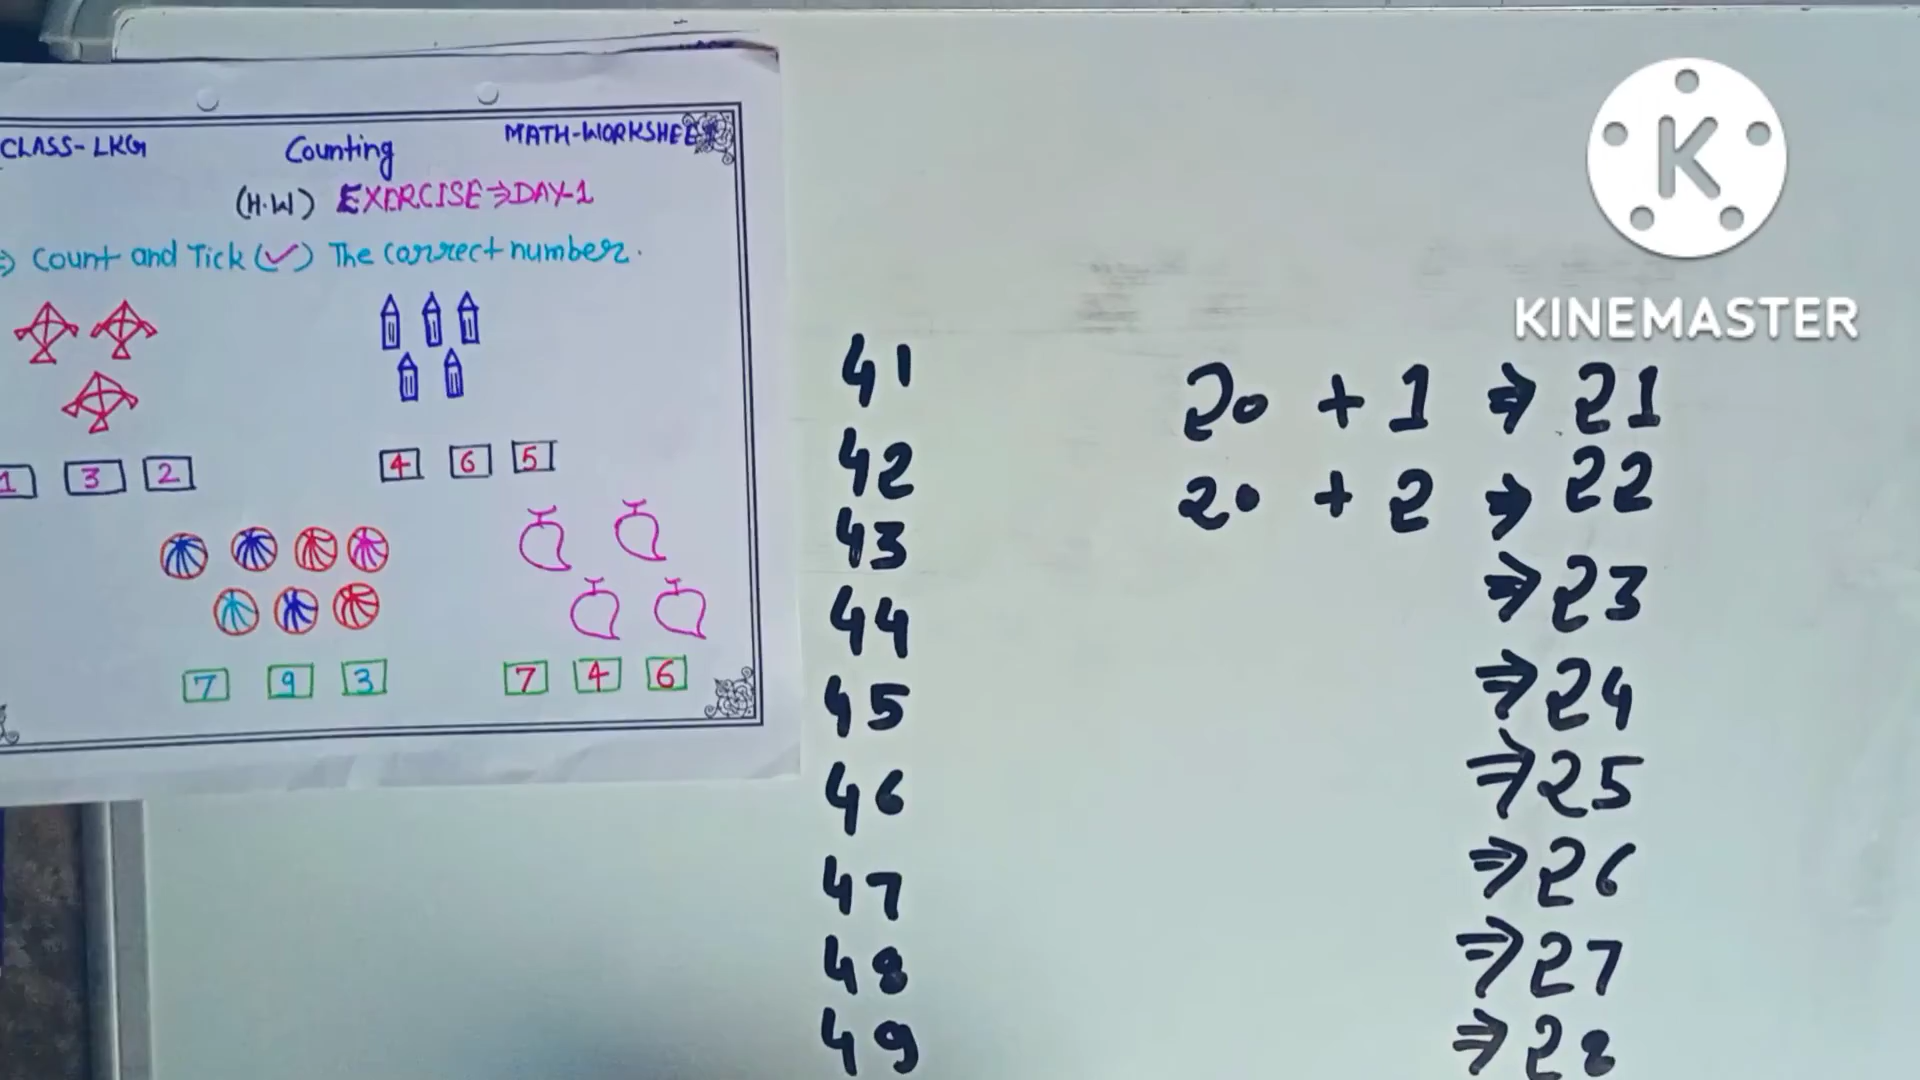 CLASS-LKG Counting MATH-WORKSHEET
(H.W) EXERCISE⇒DAY-1
⇒ Count and Tick (✓) The correct number.
1 3 2
4 6 5
7 9 3
7 4 6
41
42
43
44
45
46
47
48
49
20 + 1 ⇒ 21
20 + 2 ⇒ 22
⇒ 23
⇒ 24
⇒ 25
⇒ 26
⇒ 27
⇒ 28
K
KINEMASTER